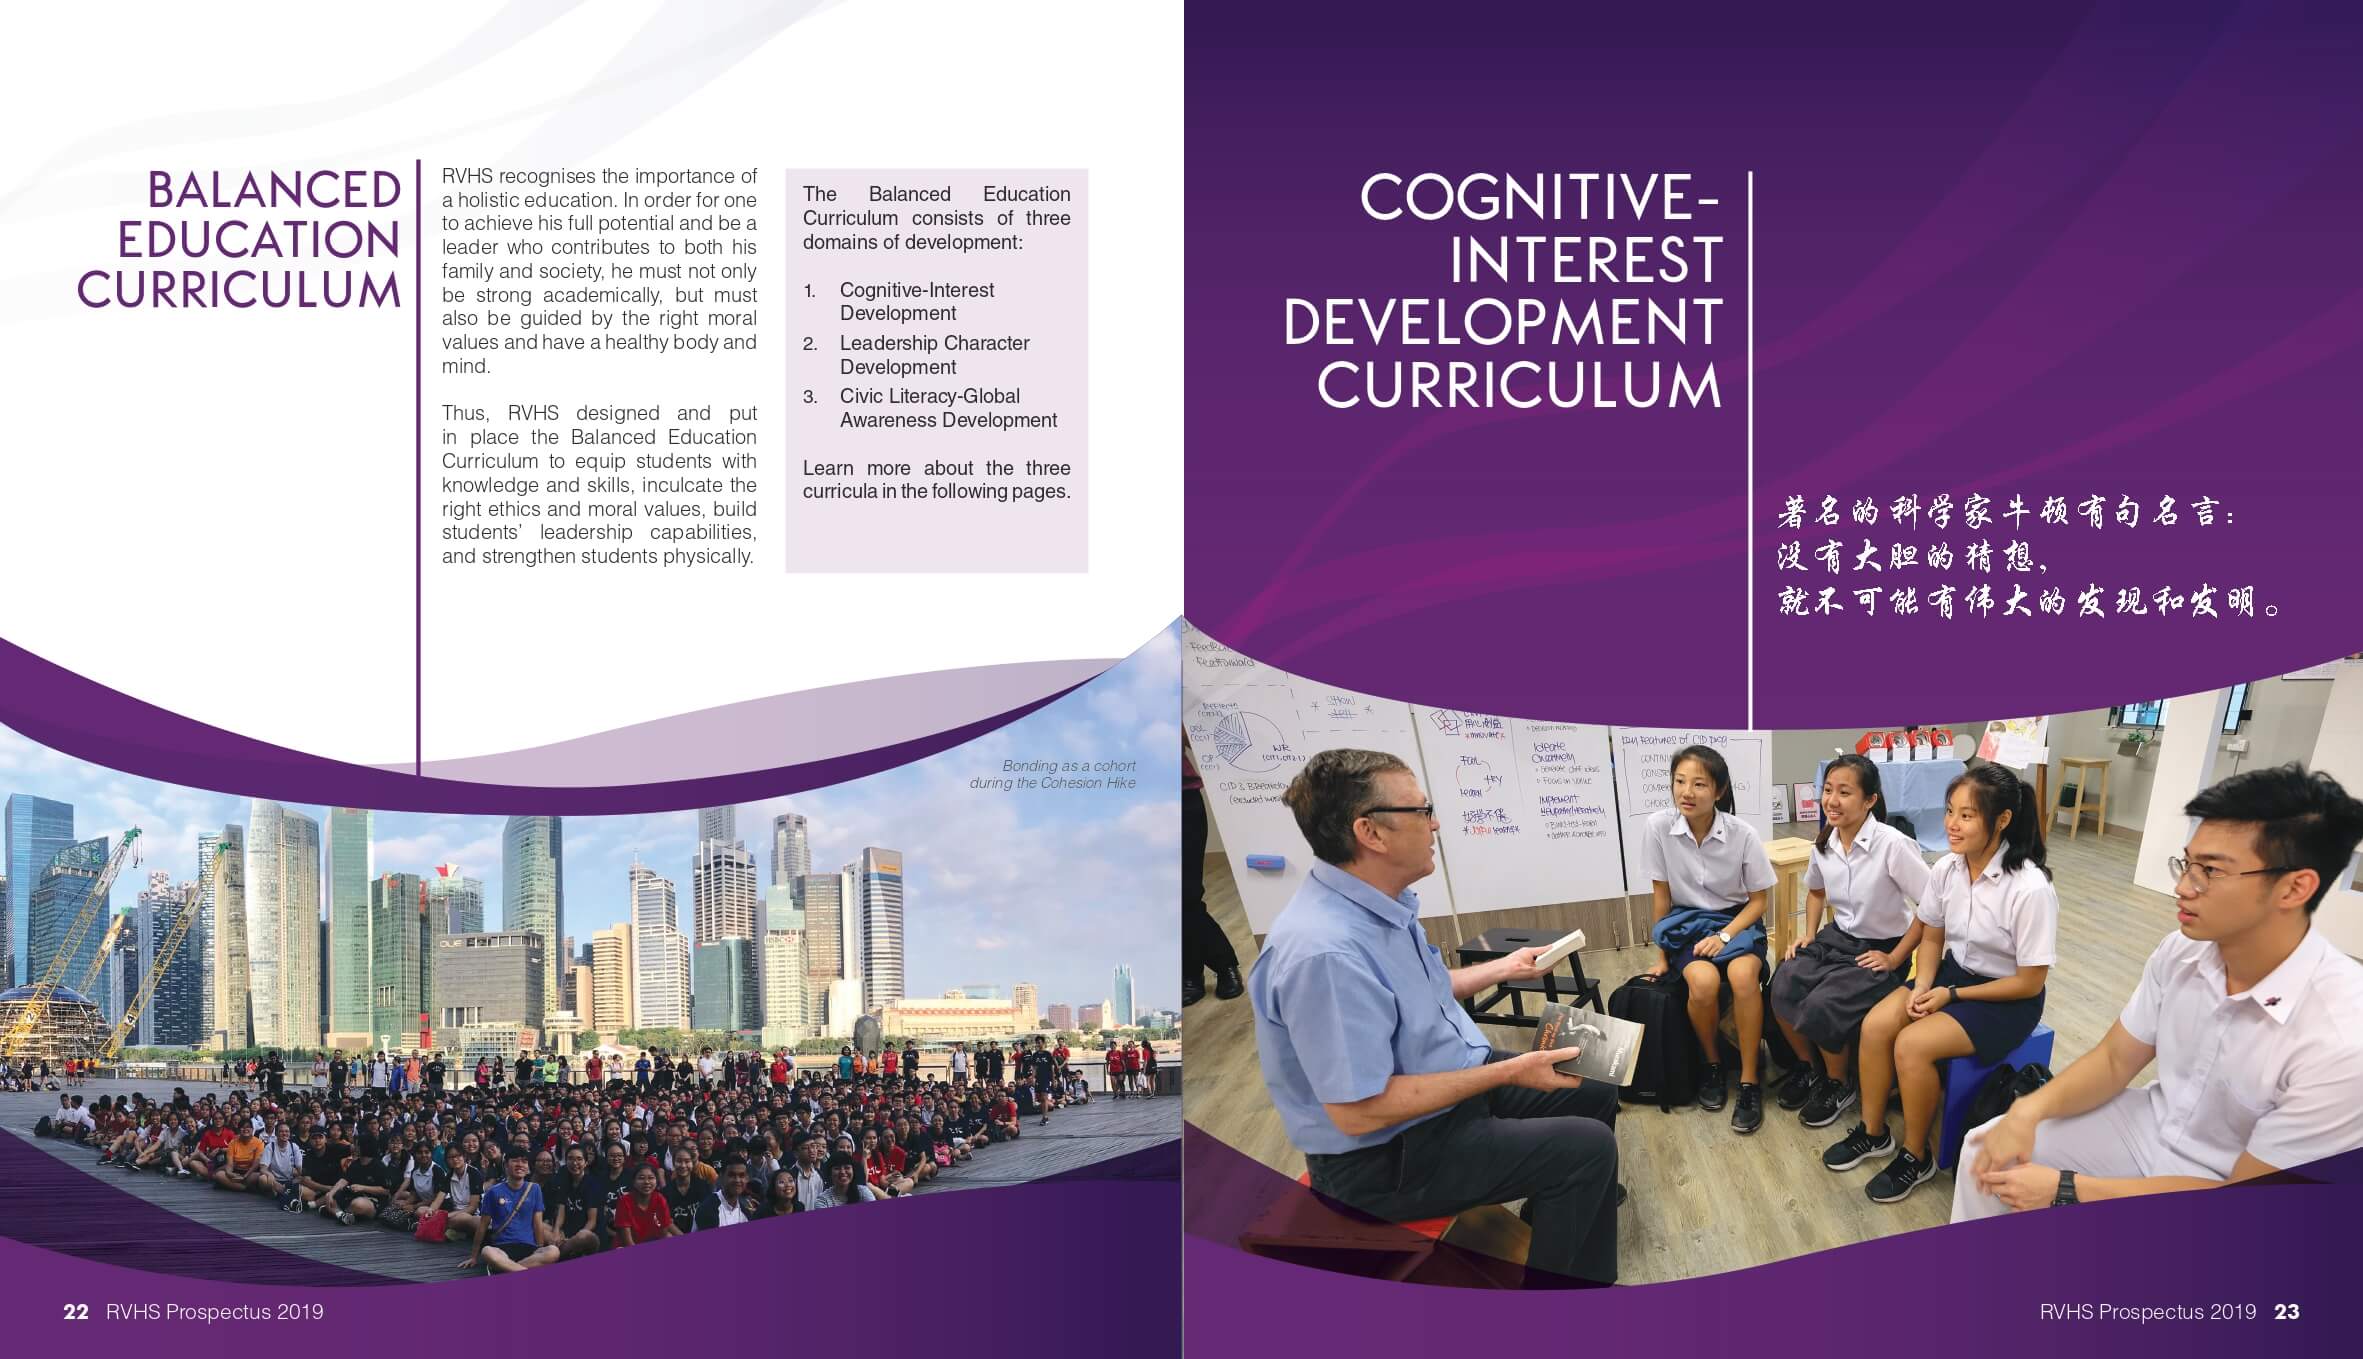 BALANCED
EDUCATION
CURRICULUM
RVHS recognises the importance of
a holistic education. In order for one
to achieve his full potential and be a
leader who contributes to both his
family and society, he must not only
be strong academically, but must
also be guided by the right moral
values and have a healthy body and
mind.
Thus, RVHS designed and put
in place the Balanced Education
Curriculum to equip students with
knowledge and skills, inculcate the
right ethics and moral values, build
students' leadership capabilities,
and strengthen students physically.
The Balanced Education
Curriculum consists of three
domains of development:
1. Cognitive-Interest
Development
2. Leadership Character
Development
3. Civic Literacy-Global
Awareness Development
Learn more about the three
curricula in the following pages.
Bonding as a cohort
during the Cohesion Hike
OUE
HSBC
22 RVHS Prospectus 2019
COGNITIVE-
INTEREST
DEVELOPMENT
CURRICULUM
著名的科学家牛顿有句名言:
没有大胆的猜想,
就不可能有伟大的发现和发明。
Feedforward
Ideate
Key Features of CID prog
RVHS Prospectus 2019 23